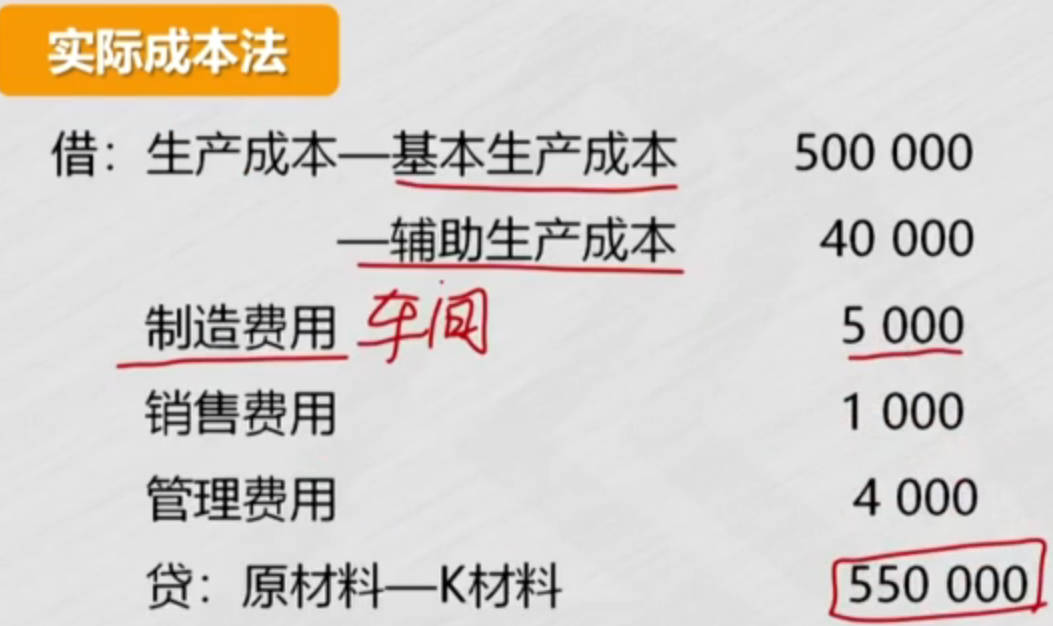 实际成本法
借：生产成本—基本生产成本 500 000
—辅助生产成本 40 000
制造费用 车间 5 000
销售费用 1 000
管理费用 4 000
贷：原材料—K材料 550 000